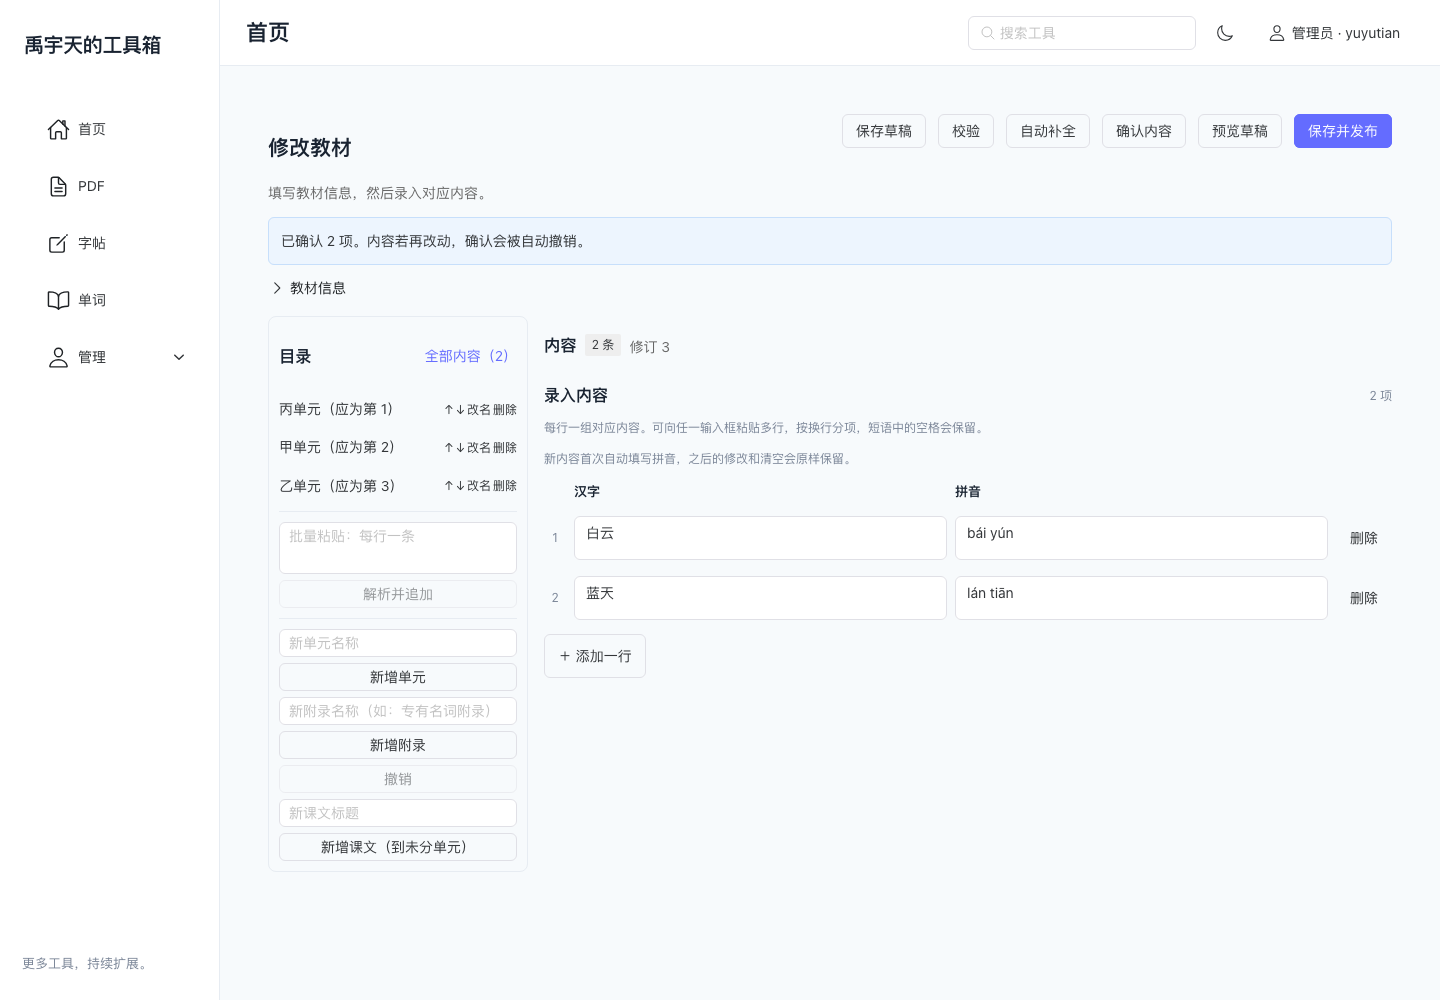 禹宇天的工具箱
首页
搜索工具
管理员 · yuyutian
首页
PDF
字帖
单词
管理
更多工具，持续扩展。
修改教材
保存草稿
校验
自动补全
确认内容
预览草稿
保存并发布
填写教材信息，然后录入对应内容。
已确认 2 项。内容若再改动，确认会被自动撤销。
教材信息
目录
全部内容（2）
丙单元（应为第 1） ↑ ↓ 改名 删除
甲单元（应为第 2） ↑ ↓ 改名 删除
乙单元（应为第 3） ↑ ↓ 改名 删除
批量粘贴：每行一条
解析并追加
新单元名称
新增单元
新附录名称（如：专有名词附录）
新增附录
撤销
新课文标题
新增课文（到未分单元）
内容 2 条 修订 3
录入内容
2 项
每行一组对应内容。可向任一输入框粘贴多行，按换行分项，短语中的空格会保留。
新内容首次自动填写拼音，之后的修改和清空会原样保留。
汉字 拼音
1 白云 bái yún 删除
2 蓝天 lán tiān 删除
+ 添加一行